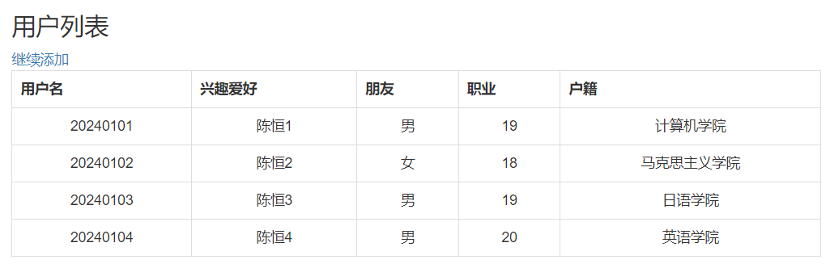 用户列表
继续添加
用户名 兴趣爱好 朋友 职业 户籍
20240101 陈恒1 男 19 计算机学院
20240102 陈恒2 女 18 马克思主义学院
20240103 陈恒3 男 19 日语学院
20240104 陈恒4 男 20 英语学院